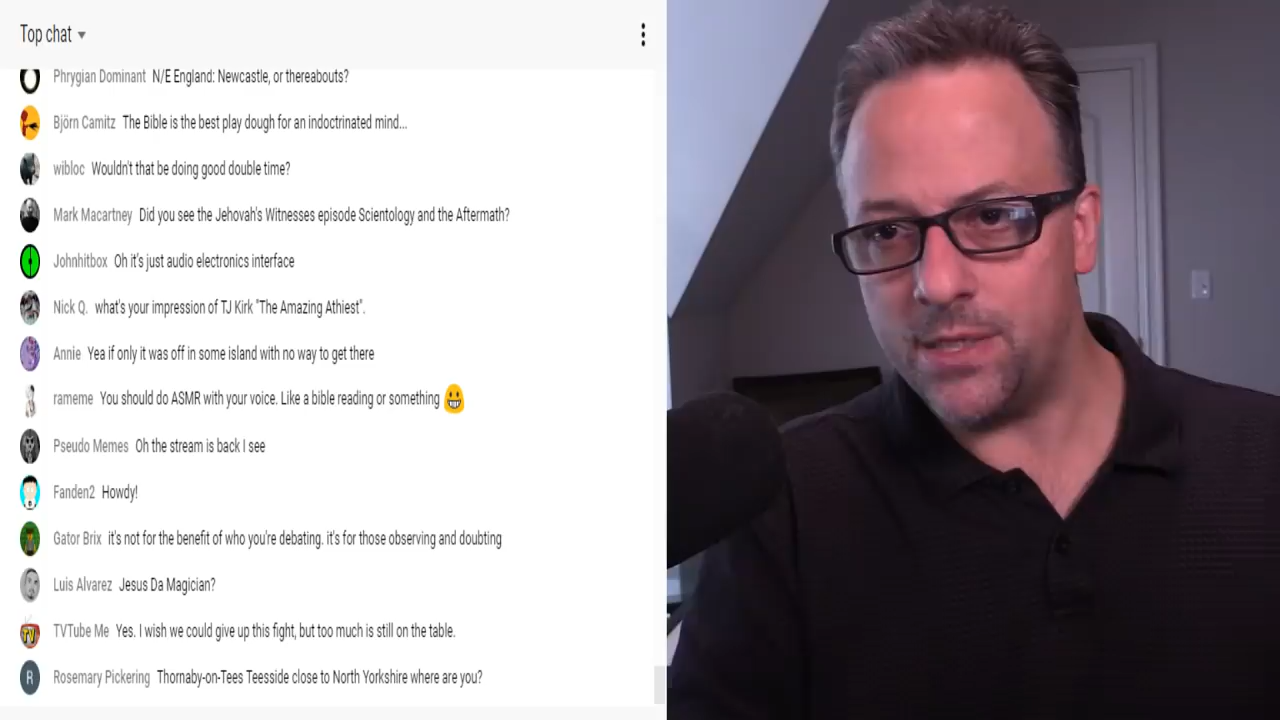 Top chat
Phrygian Dominant N/E England: Newcastle, or thereabouts?
Björn Camitz The Bible is the best play dough for an indoctrinated mind...
wibloc Wouldn't that be doing good double time?
Mark Macartney Did you see the Jehovah's Witnesses episode Scientology and the Aftermath?
Johnhitbox Oh it's just audio electronics interface
Nick Q. what's your impression of TJ Kirk "The Amazing Athiest".
Annie Yea if only it was off in some island with no way to get there
rameme You should do ASMR with your voice. Like a bible reading or something
Pseudo Memes Oh the stream is back I see
Fanden2 Howdy!
Gator Brix it's not for the benefit of who you're debating. it's for those observing and doubting
Luis Alvarez Jesus Da Magician?
TVTube Me Yes. I wish we could give up this fight, but too much is still on the table.
R Rosemary Pickering Thornaby-on-Tees Teesside close to North Yorkshire where are you?